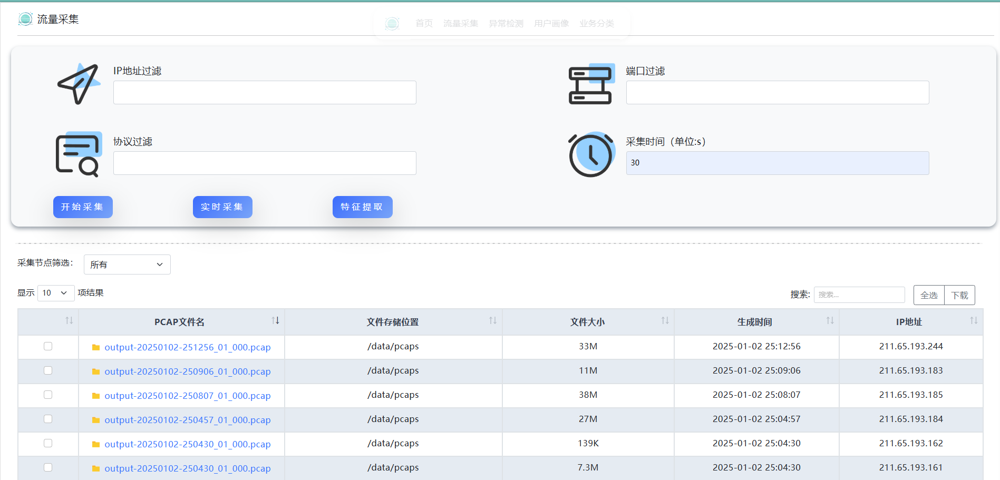 流量采集
首页 流量采集 异常检测 用户画像 业务分类
IP地址过滤
端口过滤
协议过滤
采集时间（单位:s）
30
开始采集 实时采集 特征提取
采集节点筛选： 所有
显示 10 项结果
搜索: 搜索... 全选 下载
PCAP文件名 文件存储位置 文件大小 生成时间 IP地址
output-20250102-251256_01_000.pcap /data/pcaps 33M 2025-01-02 25:12:56 211.65.193.244
output-20250102-250906_01_000.pcap /data/pcaps 11M 2025-01-02 25:09:06 211.65.193.183
output-20250102-250807_01_000.pcap /data/pcaps 38M 2025-01-02 25:08:07 211.65.193.185
output-20250102-250457_01_000.pcap /data/pcaps 27M 2025-01-02 25:04:57 211.65.193.184
output-20250102-250430_01_000.pcap /data/pcaps 139K 2025-01-02 25:04:30 211.65.193.162
output-20250102-250430_01_000.pcap /data/pcaps 7.3M 2025-01-02 25:04:30 211.65.193.161